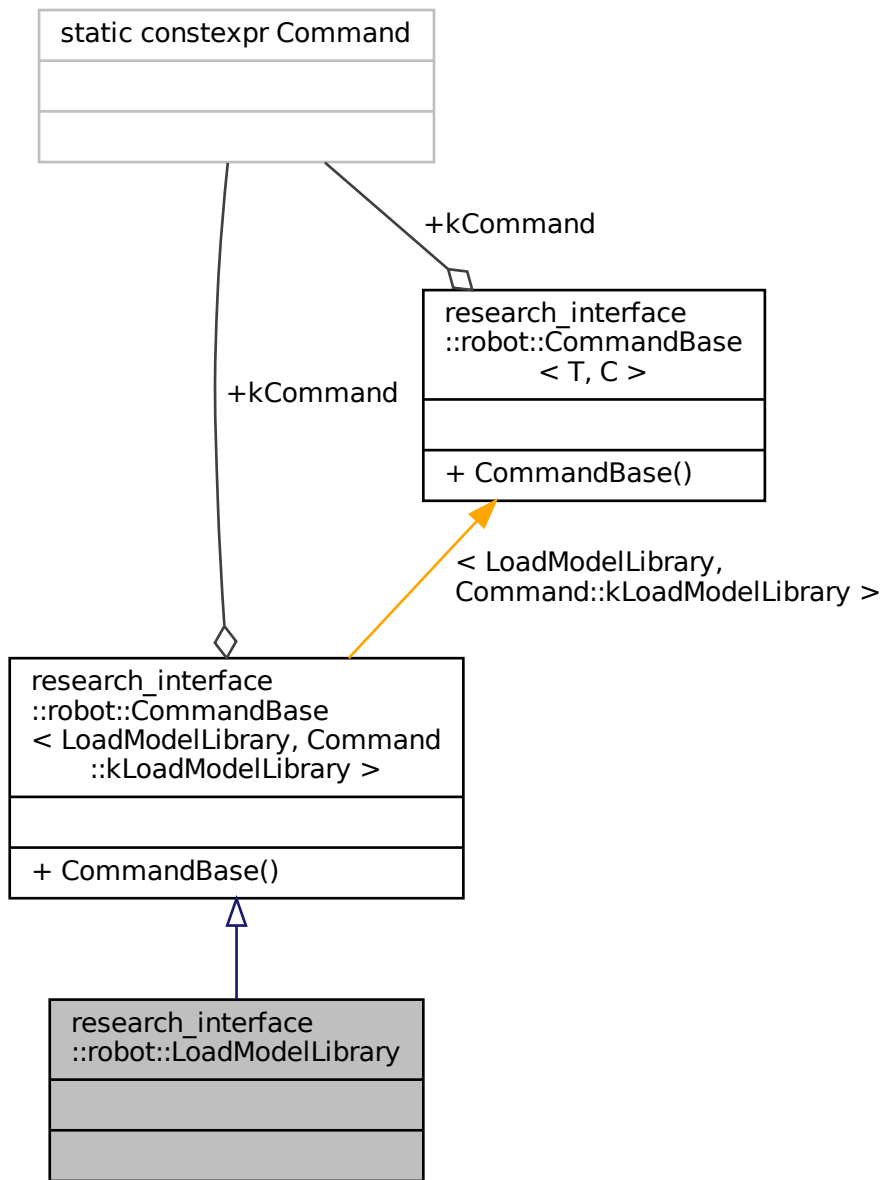 static constexpr Command
+kCommand
research_interface
::robot::CommandBase
< T, C >
+ CommandBase()
+kCommand
< LoadModelLibrary,
Command::kLoadModelLibrary >
research_interface
::robot::CommandBase
< LoadModelLibrary, Command
::kLoadModelLibrary >
+ CommandBase()
research_interface
::robot::LoadModelLibrary